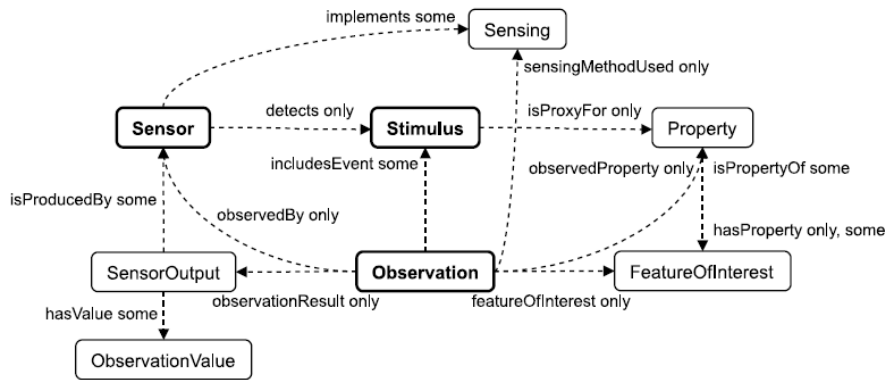 implements some
Sensing
sensingMethodUsed only
detects only
isProxyFor only
Sensor
Stimulus
Property
includesEvent some
observedProperty only
isPropertyOf some
isProducedBy some
observedBy only
hasProperty only, some
SensorOutput
Observation
FeatureOfInterest
observationResult only
featureOfInterest only
hasValue some
ObservationValue